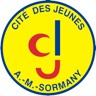 CITÉ DES JEUNES
cj
A.-M.-SORMANY